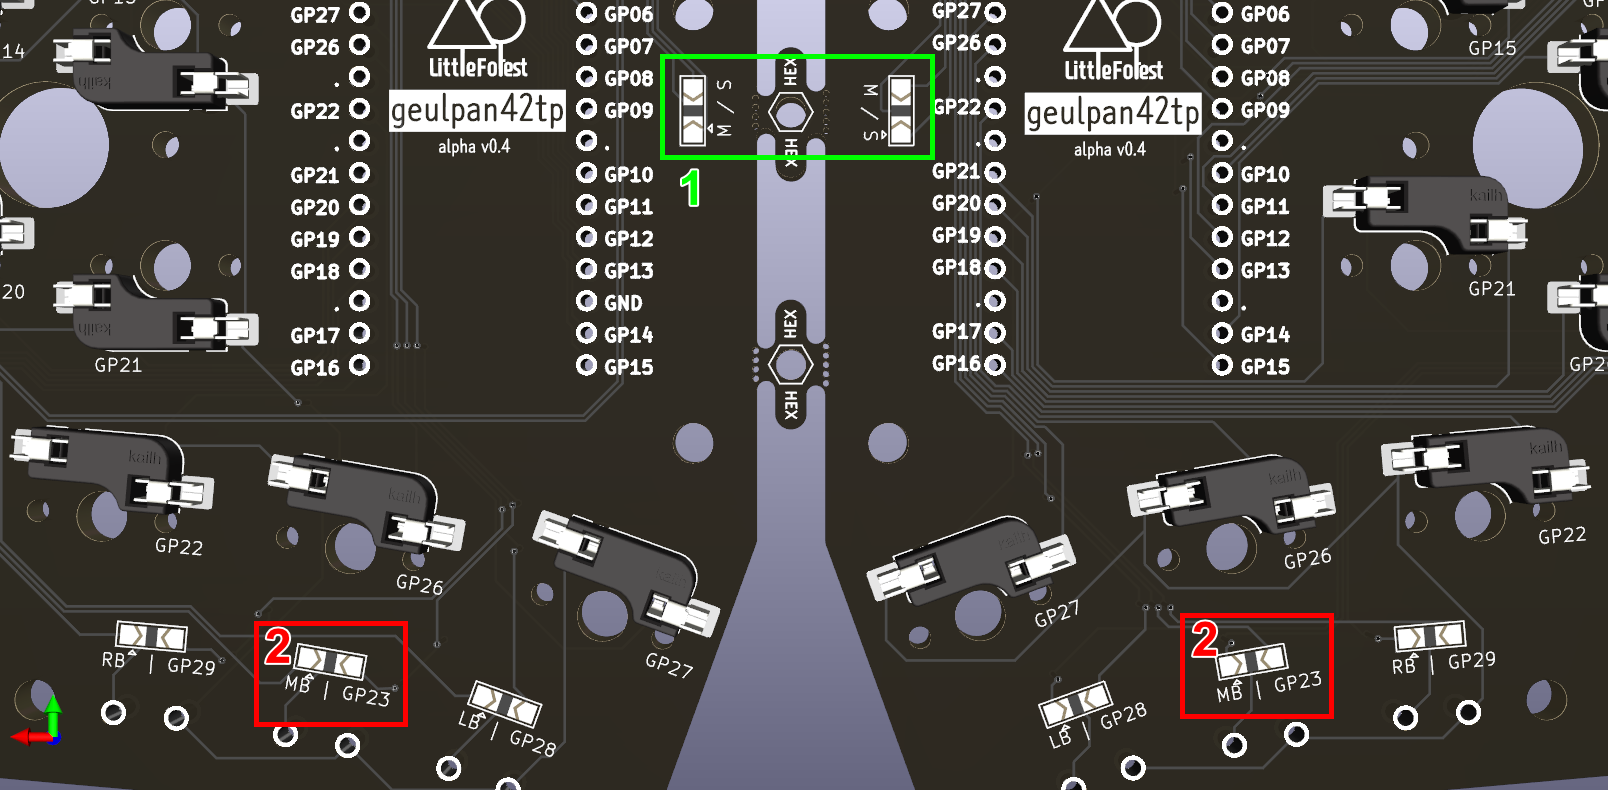 GP13
GP27
GP06
GP27
GP06
14
GP26
GP07
GP26
GP07
GP15
LittleForest
LittleForest
.
GP08
.
GP08
GP22
geulpan42tp
GP09
M / S
HEX
M / S
GP22
geulpan42tp
GP09
.
alpha v0.4
.
HEX
.
alpha v0.4
.
GP21
GP10
1
GP21
GP10
kailh
GP20
GP11
GP20
GP11
GP19
GP12
GP19
GP12
20
GP18
GP13
GP18
GP13
GP21
.
GND
.
.
kailh
GP17
GP14
HEX
GP17
GP14
GP21
GP16
GP15
GP16
GP15
HEX
kailh
kailh
kailh
kailh
GP22
GP26
GP27
GP27
GP26
GP22
RB | GP29
2
MB | GP23
LB | GP28
LB | GP28
2
MB | GP23
RB | GP29